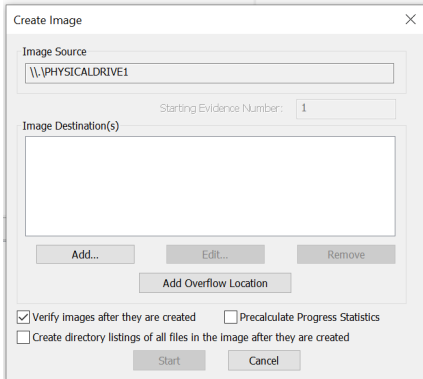 Create Image
Image Source
\\.\PHYSICALDRIVE1
Starting Evidence Number: 1
Image Destination(s)
Add... Edit... Remove
Add Overflow Location
Verify images after they are created Precalculate Progress Statistics
Create directory listings of all files in the image after they are created
Start Cancel